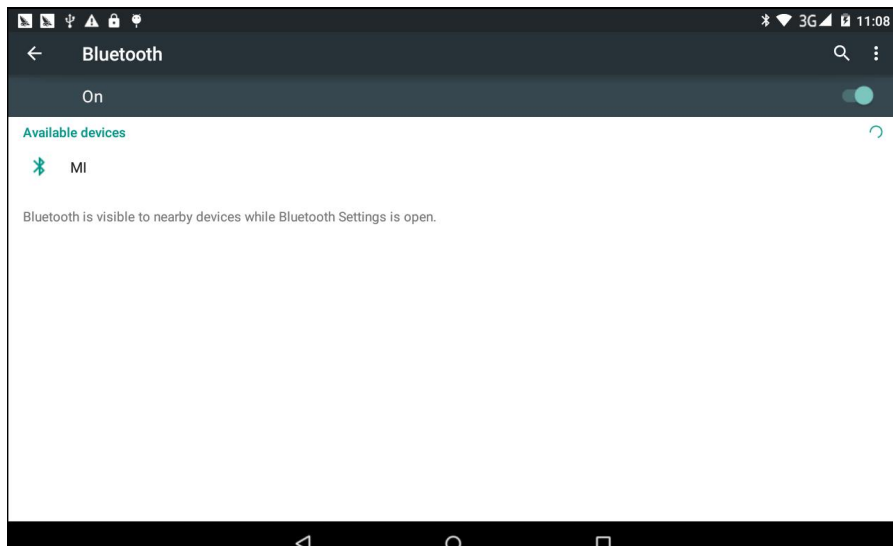 3G 11:08
Bluetooth
On
Available devices
MI
Bluetooth is visible to nearby devices while Bluetooth Settings is open.